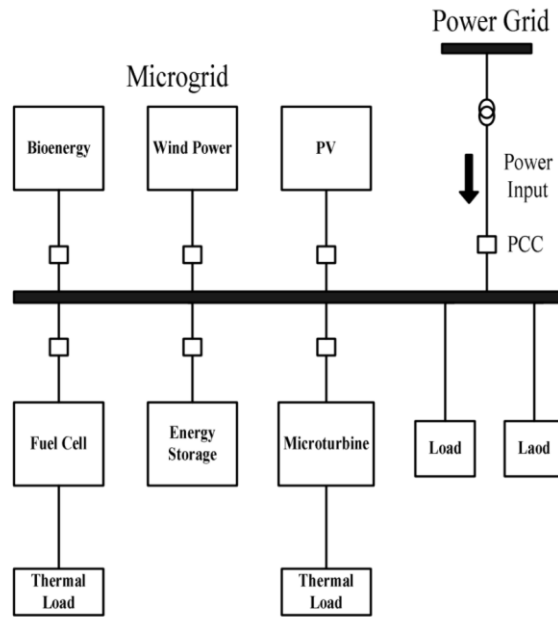 Power Grid
Microgrid
Bioenergy
Wind Power
PV
Power
Input
PCC
Fuel Cell
Energy
Storage
Microturbine
Load
Laod
Thermal
Load
Thermal
Load